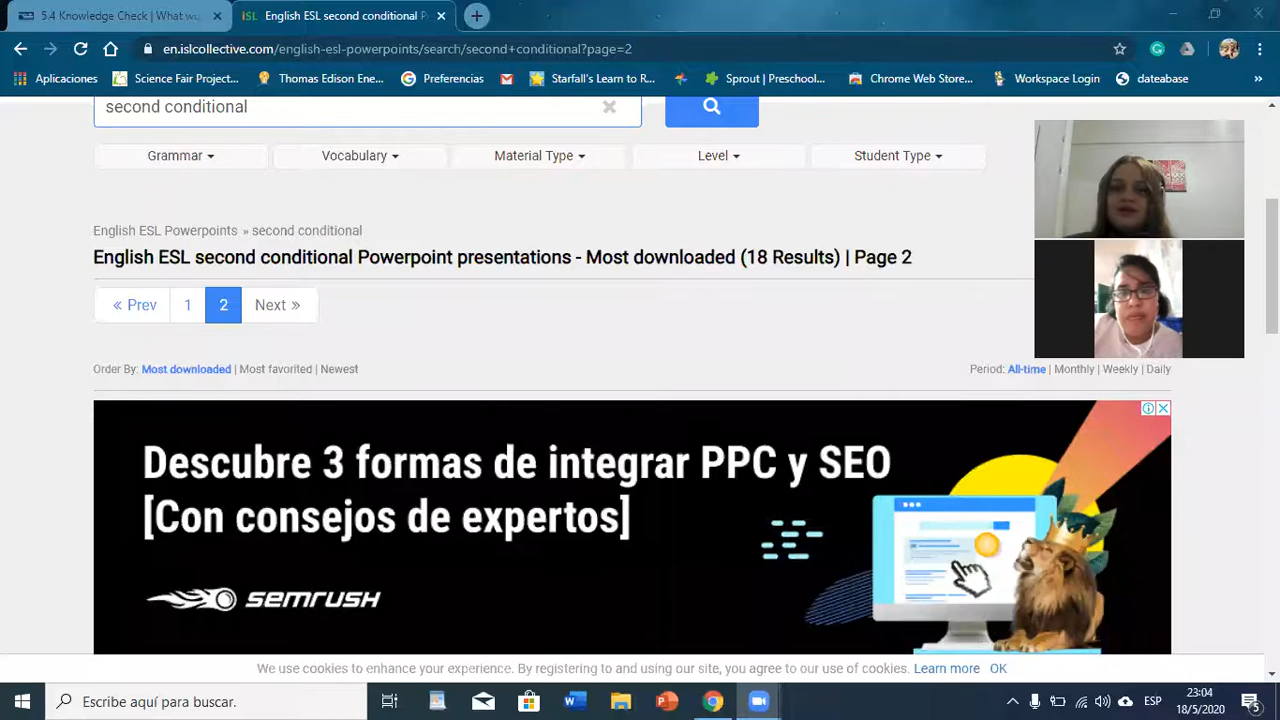 5.4 Knowledge Check | What wo
English ESL second conditional P
en.islcollective.com/english-esl-powerpoints/search/second+conditional?page=2
Aplicaciones
Science Fair Project...
Thomas Edison Ene...
Preferencias
Starfall's Learn to R...
Sprout | Preschool...
Chrome Web Store...
Workspace Login
dateabase
second conditional
Grammar
Vocabulary
Material Type
Level
Student Type
English ESL Powerpoints » second conditional
English ESL second conditional Powerpoint presentations - Most downloaded (18 Results) | Page 2
« Prev 1 2 Next »
Order By: Most downloaded | Most favorited | Newest
Period: All-time | Monthly | Weekly | Daily
Descubre 3 formas de integrar PPC y SEO
[Con consejos de expertos]
SEMRUSH
We use cookies to enhance your experience. By registering to and using our site, you agree to our use of cookies. Learn more OK
Escribe aquí para buscar.
ESP
23:04
18/5/2020
5